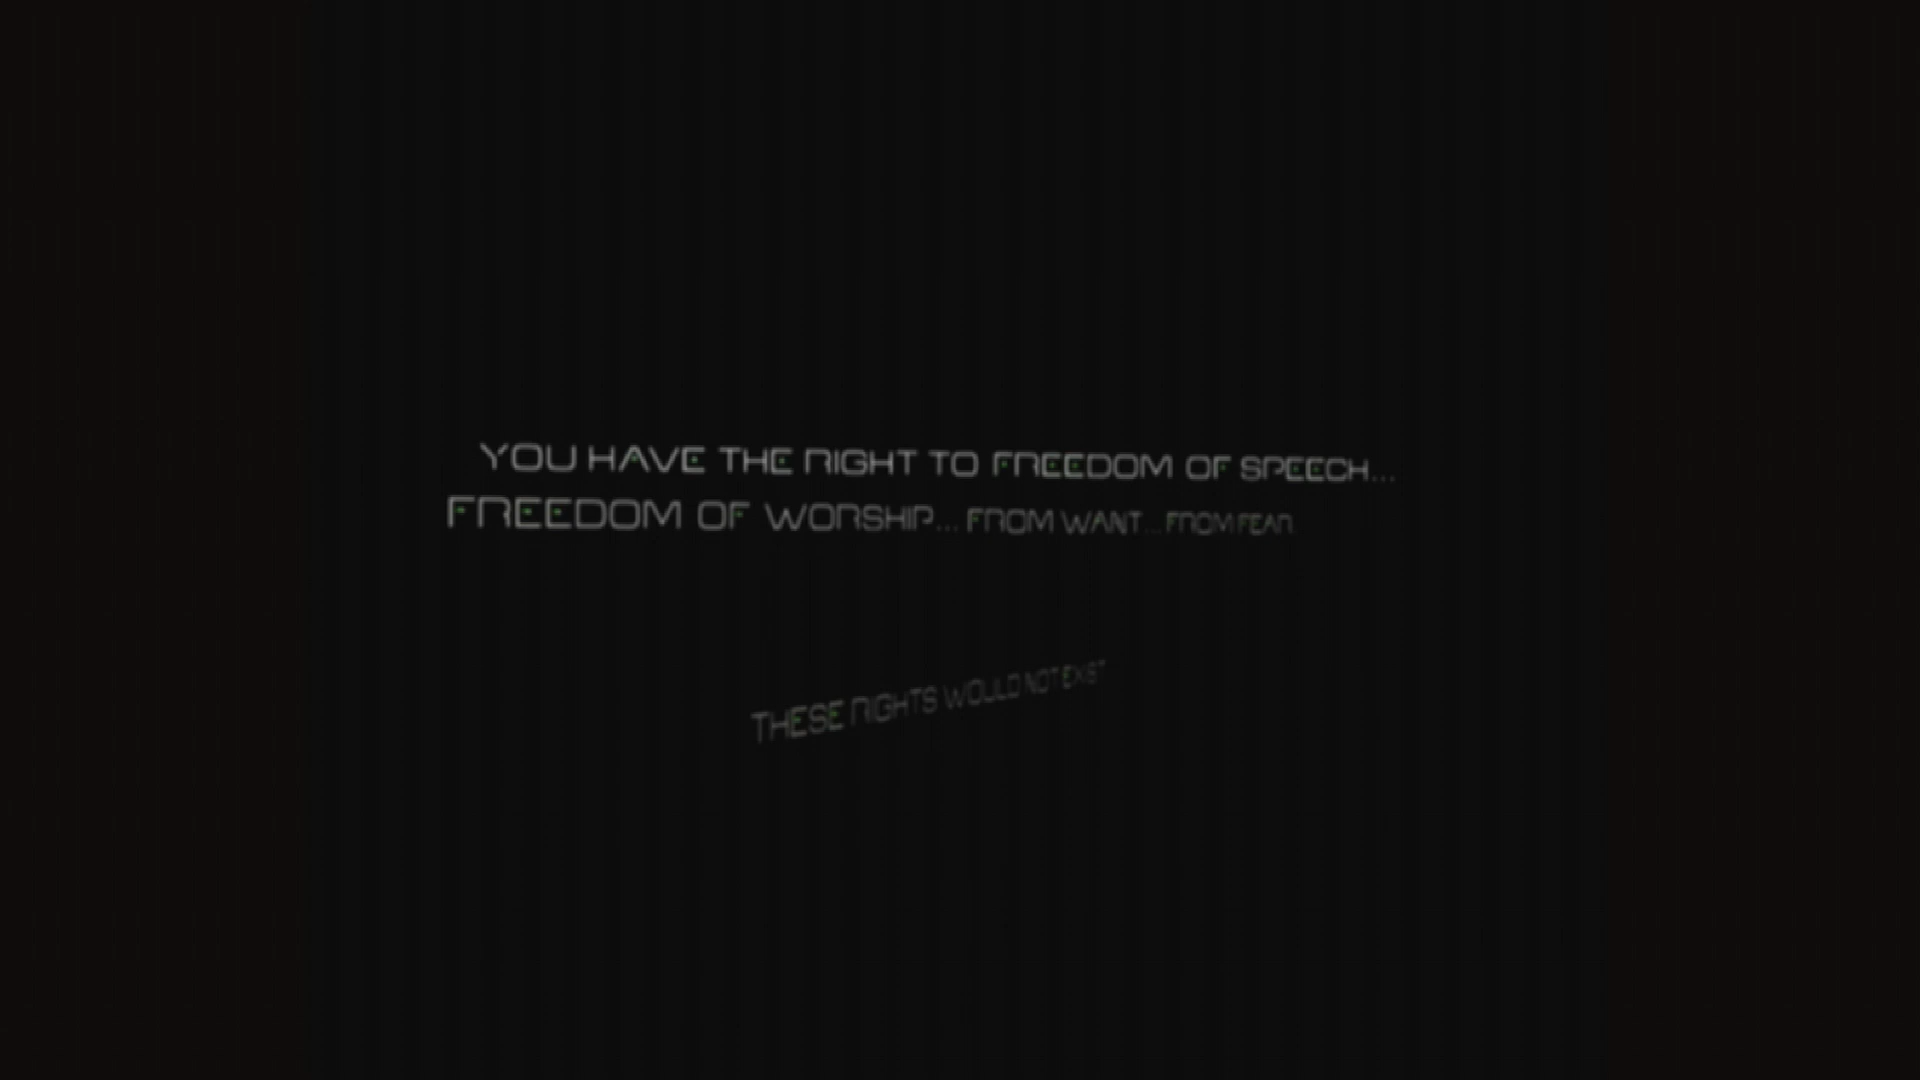 YOU HAVE THE RIGHT TO FREEDOM OF SPEECH...
FREEDOM OF WORSHIP... FROM WANT... FROM FEAR.
THESE RIGHTS WOULD NOT EXIST